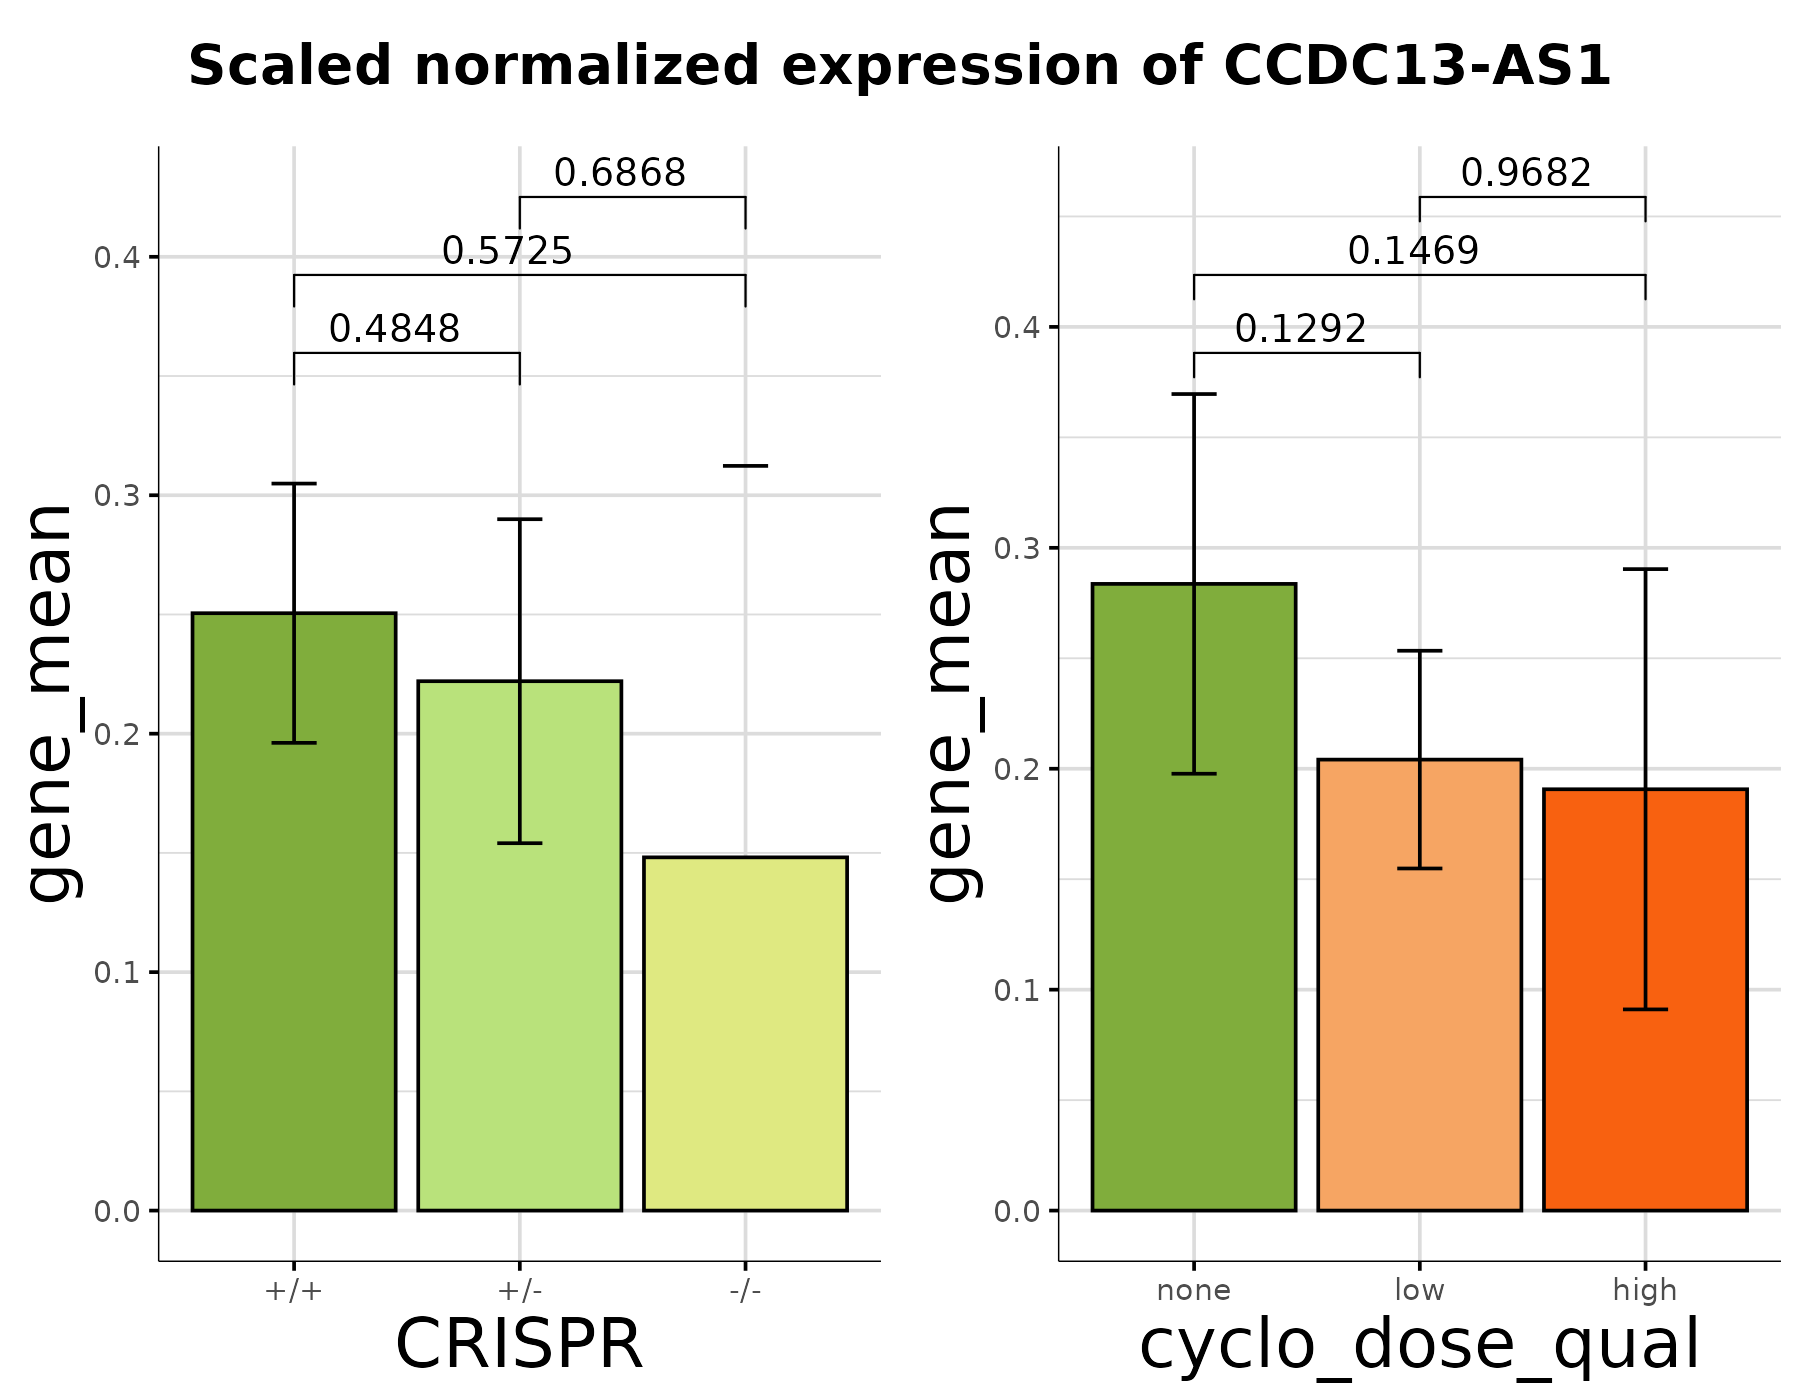 Scaled normalized expression of CCDC13-AS1
gene_mean
0.4
0.3
0.2
0.1
0.0
0.6868
0.5725
0.4848
+/+
+/-
-/-
CRISPR
gene_mean
0.4
0.3
0.2
0.1
0.0
0.9682
0.1469
0.1292
none
low
high
cyclo_dose_qual